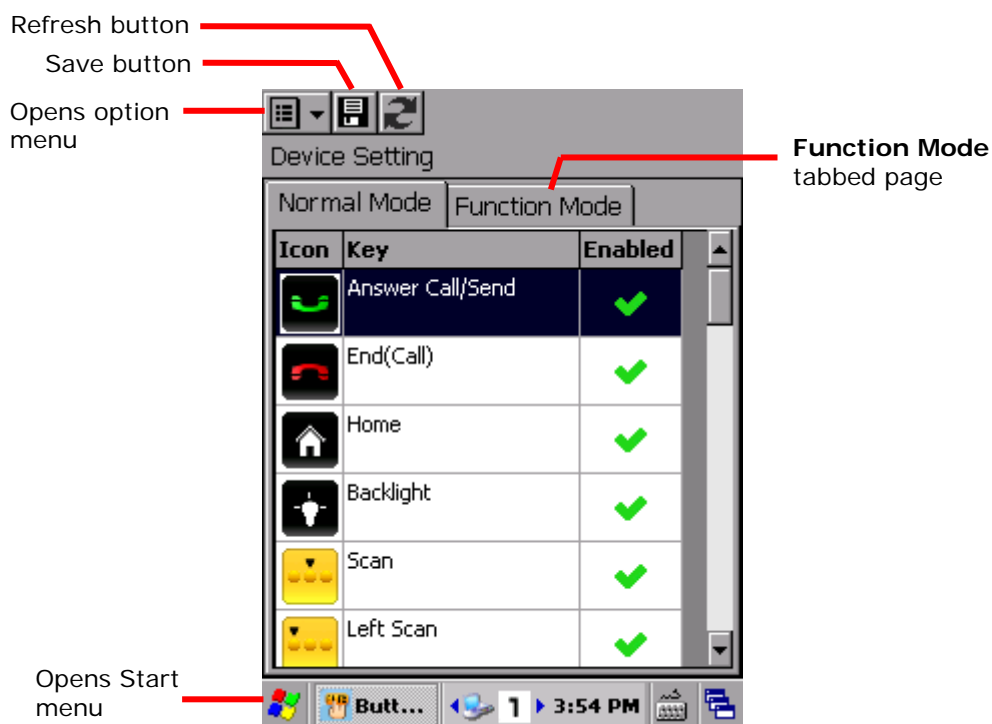 Refresh button
Save button
Opens option
menu
Device Setting
Function Mode
tabbed page
Normal Mode
Function Mode
Icon
Key
Enabled
Answer Call/Send
End(Call)
Home
Backlight
Scan
Left Scan
Opens Start
menu
Butt...
1
3:54 PM